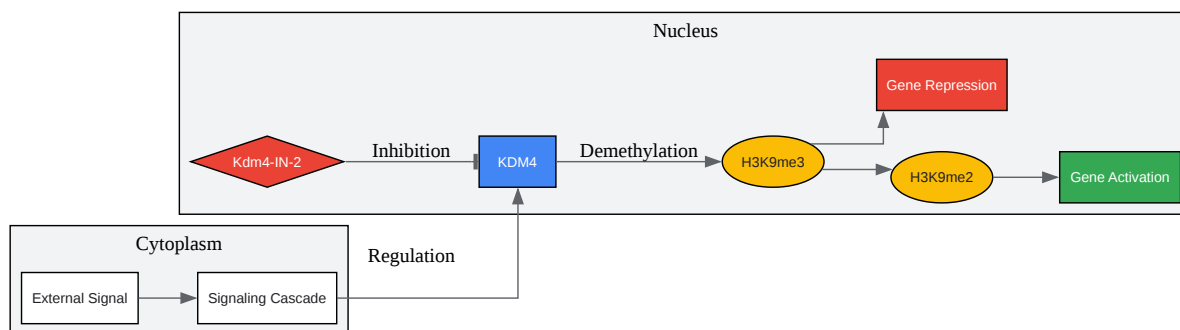 Nucleus
Gene Repression
Kdm4-IN-2
Inhibition
KDM4
Demethylation
H3K9me3
H3K9me2
Gene Activation
Cytoplasm
Regulation
External Signal
Signaling Cascade